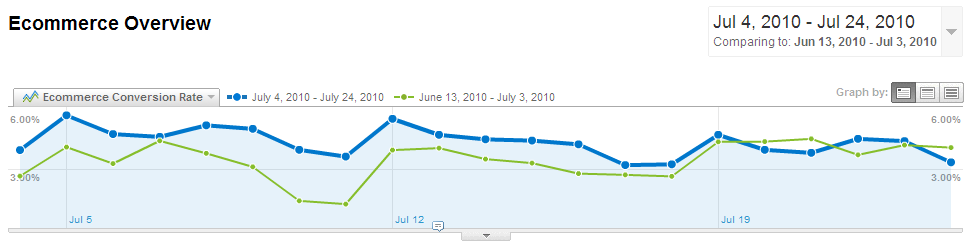 Ecommerce Overview
Jul 4, 2010 - Jul 24, 2010
Comparing to: Jun 13, 2010 - Jul 3, 2010
Graph by:
Ecommerce Conversion Rate July 4, 2010 - July 24, 2010 June 13, 2010 - July 3, 2010
6.00% 6.00%
3.00% 3.00%
Jul 5 Jul 12 Jul 19